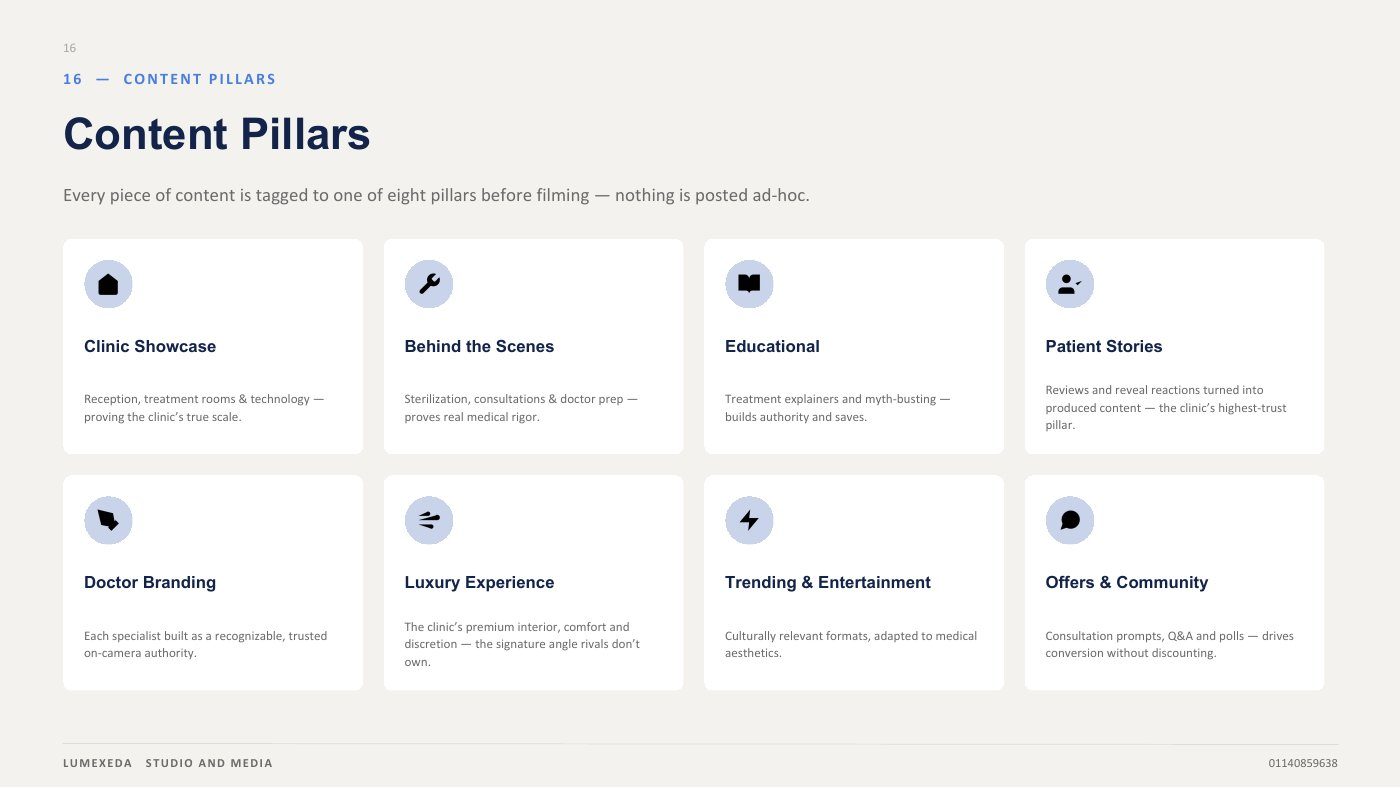 16
16 — CONTENT PILLARS
Content Pillars
Every piece of content is tagged to one of eight pillars before filming — nothing is posted ad-hoc.
Clinic Showcase
Reception, treatment rooms & technology —
proving the clinic’s true scale.
Behind the Scenes
Sterilization, consultations & doctor prep —
proves real medical rigor.
Educational
Treatment explainers and myth-busting —
builds authority and saves.
Patient Stories
Reviews and reveal reactions turned into
produced content — the clinic’s highest-trust
pillar.
Doctor Branding
Each specialist built as a recognizable, trusted
on-camera authority.
Luxury Experience
The clinic’s premium interior, comfort and
discretion — the signature angle rivals don’t
own.
Trending & Entertainment
Culturally relevant formats, adapted to medical
aesthetics.
Offers & Community
Consultation prompts, Q&A and polls — drives
conversion without discounting.
LUMEXEDA STUDIO AND MEDIA
01140859638